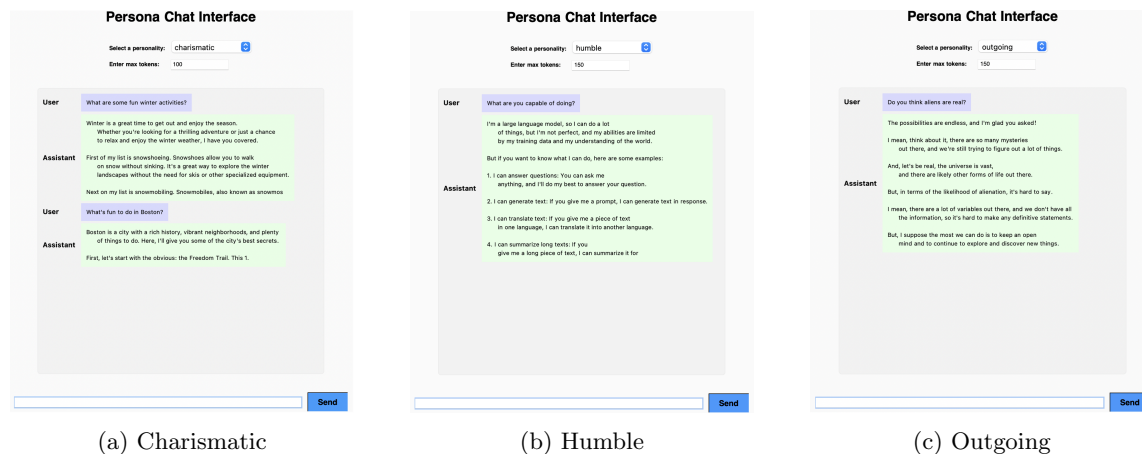 Persona Chat Interface
Select a personality: charismatic
Enter max tokens: 100
User What are some fun winter activities?
Winter is a great time to get out and enjoy the season.
Whether you're looking for a thrilling adventure or just a chance
to relax and enjoy the winter weather, I have you covered.
Assistant First of my list is snowshoeing. Snowshoes allow you to walk
on snow without sinking. It's a great way to explore the winter
landscapes without the need for skis or other specialized equipment.
Next on my list is snowmobiling. Snowmobiles, also known as snowmos
User What's fun to do in Boston?
Boston is a city with a rich history, vibrant neighborhoods, and plenty
Assistant of things to do. Here, I'll give you some of the city's best secrets.
First, let's start with the obvious: the Freedom Trail. This 1.
Send
(a) Charismatic
Persona Chat Interface
Select a personality: humble
Enter max tokens: 150
User What are you capable of doing?
I'm a large language model, so I can do a lot
of things, but I'm not perfect, and my abilities are limited
by my training data and my understanding of the world.
But if you want to know what I can do, here are some examples:
1. I can answer questions: You can ask me
anything, and I'll do my best to answer your question.
Assistant
2. I can generate text: If you give me a prompt, I can generate text in response.
3. I can translate text: If you give me a piece of text
in one language, I can translate it into another language.
4. I can summarize long texts: If you
give me a long piece of text, I can summarize it for
Send
(b) Humble
Persona Chat Interface
Select a personality: outgoing
Enter max tokens: 150
User Do you think aliens are real?
The possibilities are endless, and I'm glad you asked!
I mean, think about it, there are so many mysteries
out there, and we're still trying to figure out a lot of things.
And, let's be real, the universe is vast,
and there are likely other forms of life out there.
Assistant
But, in terms of the likelihood of alienation, it's hard to say.
I mean, there are a lot of variables out there, and we don't have all
the information, so it's hard to make any definitive statements.
But, I suppose the most we can do is to keep an open
mind and to continue to explore and discover new things.
Send
(c) Outgoing